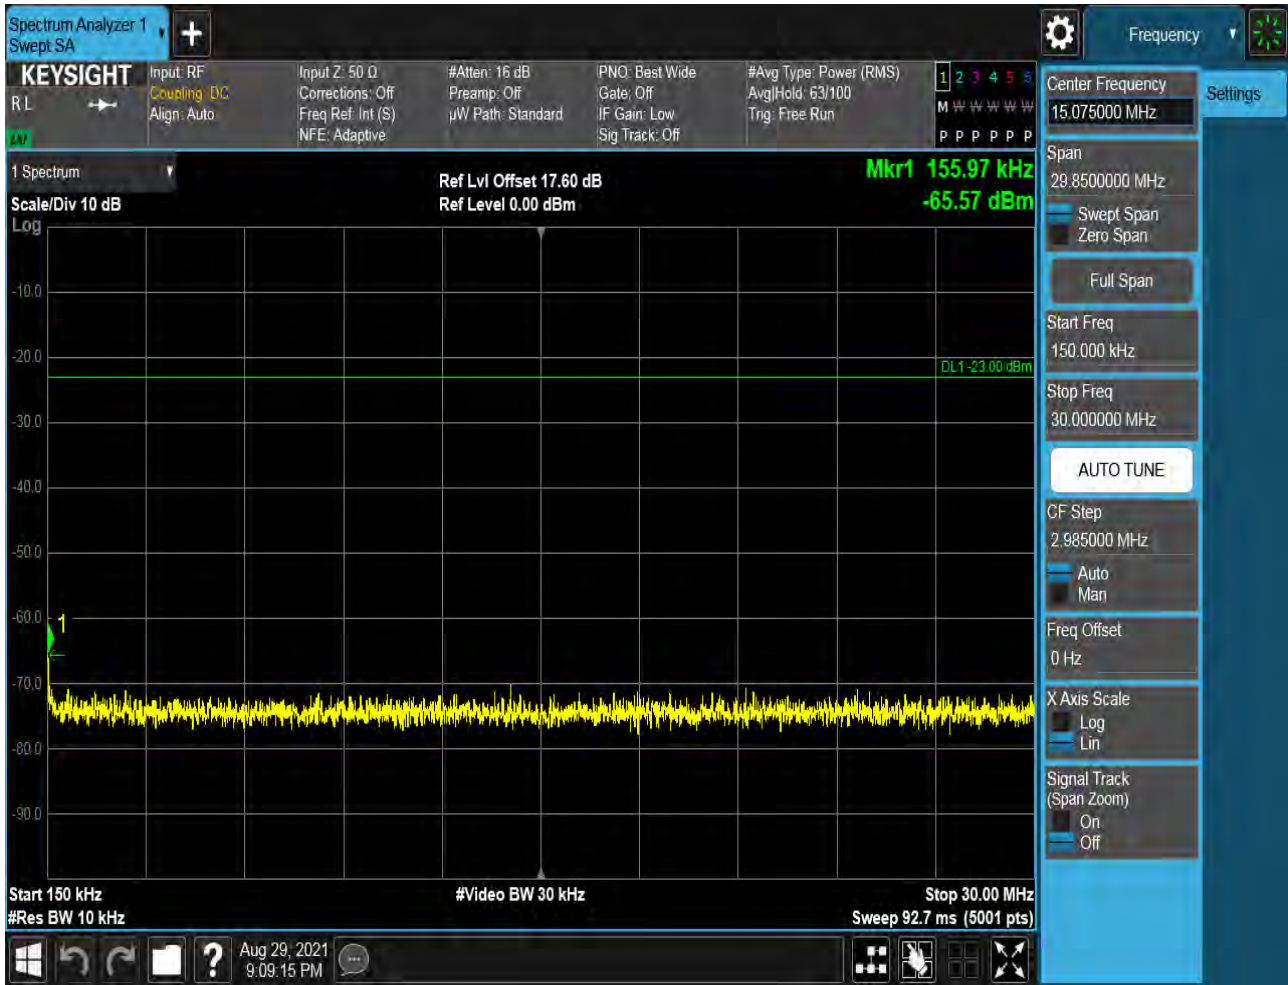 Spectrum Analyzer 1
Swept SA
Frequency
KEYSIGHT
R L
LNI
Input: RF
Coupling: DC
Align: Auto
Input Z: 50 Ω
Corrections: Off
Freq Ref: Int (S)
NFE: Adaptive
#Atten: 16 dB
Preamp: Off
µW Path: Standard
PNO: Best Wide
Gate: Off
IF Gain: Low
Sig Track: Off
#Avg Type: Power (RMS)
Avg|Hold: 63/100
Trig: Free Run
1 2 3 4 5 6
M W W W W W
P P P P P P
1 Spectrum
Scale/Div 10 dB
Log
Ref Lvl Offset 17.60 dB
Ref Level 0.00 dBm
Mkr1 155.97 kHz
-65.57 dBm
-10.0
-20.0
DL1 -23.00 dBm
-30.0
-40.0
-50.0
-60.0
1
-70.0
-80.0
-90.0
Start 150 kHz
#Video BW 30 kHz
Stop 30.00 MHz
#Res BW 10 kHz
Sweep 92.7 ms (5001 pts)
?
Aug 29, 2021
9:09:15 PM
Center Frequency
15.075000 MHz
Settings
Span
29.8500000 MHz
Swept Span
Zero Span
Full Span
Start Freq
150.000 kHz
Stop Freq
30.000000 MHz
AUTO TUNE
CF Step
2.985000 MHz
Auto
Man
Freq Offset
0 Hz
X Axis Scale
Log
Lin
Signal Track
(Span Zoom)
On
Off